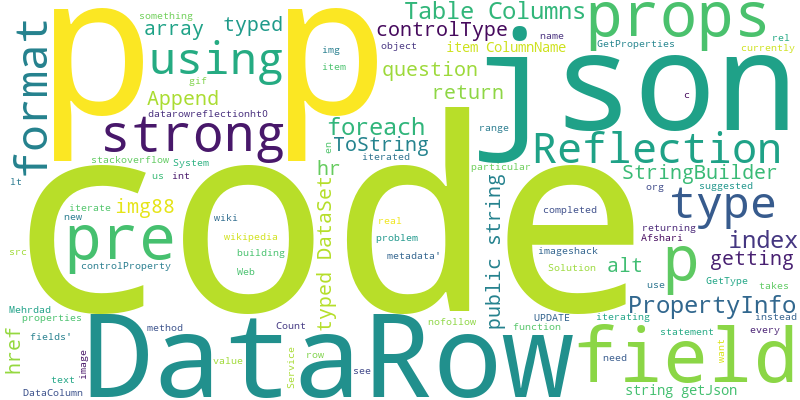 something
Table Columns
props
array
typed
controlType
name
rel
p
p
using
img
object
item ColumnName
GetProperties
currently
format
item
question
json
gif
Append
return
c
datarowreflectionht0
strong
foreach
range
ToString
Reflection
en
stackoverflow
System
iterated
particular
lt
us
int
hr
StringBuilder
code
org
suggested
new
iterate
img88
wiki
real
completed
type
returning
Afshari
pre
wikipedia
problem
public string
index
controlProperty
building
metadata'
imageshack
p
getting
src
Web
typed DataSet
Solution
alt
GetType
takes
use
PropertyInfo
instead
Mehrdad
properties
Count
UPDATE
iterating
fields'
method
nofollow
function
statement
every
href
DataRow
field
image
value
Service
row
see
need
want
text
DataColumn
string getJson